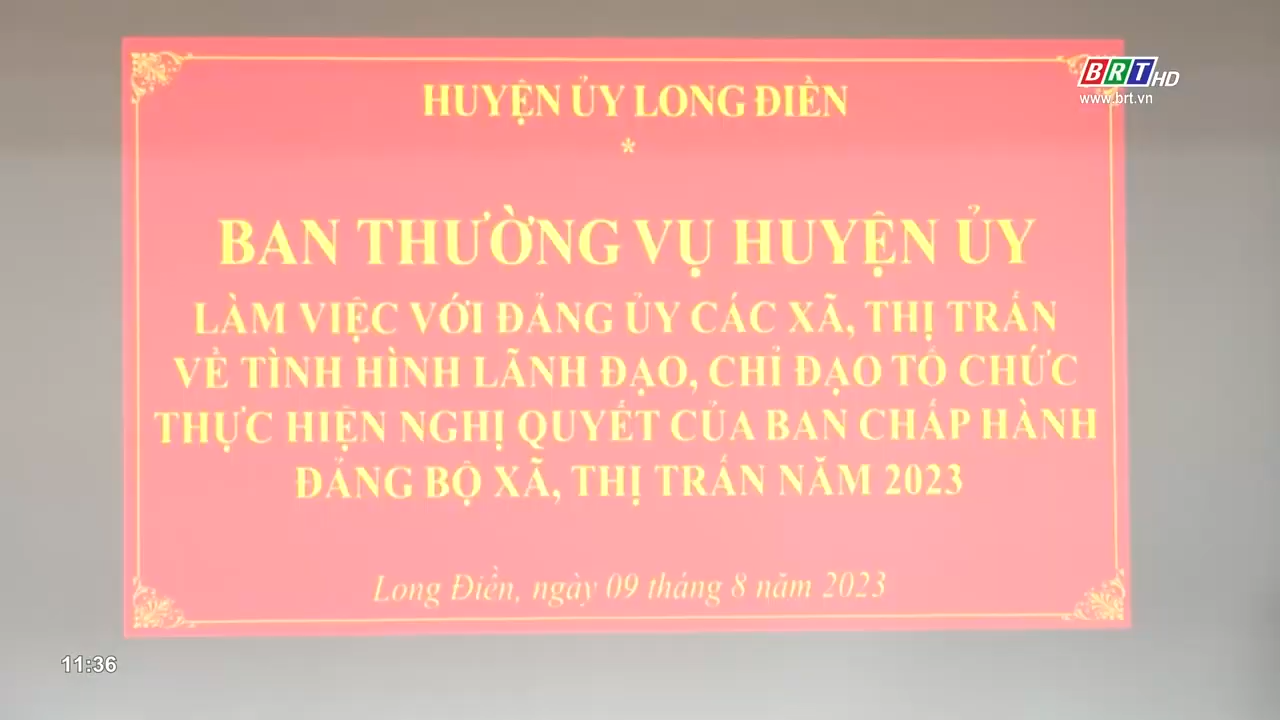 BRT HD
www.brt.vn
HUYỆN ỦY LONG ĐIỀN
*
BAN THƯỜNG VỤ HUYỆN ỦY
LÀM VIỆC VỚI ĐẢNG ỦY CÁC XÃ, THỊ TRẤN
VỀ TÌNH HÌNH LÃNH ĐẠO, CHỈ ĐẠO TỔ CHỨC
THỰC HIỆN NGHỊ QUYẾT CỦA BAN CHẤP HÀNH
ĐẢNG BỘ XÃ, THỊ TRẤN NĂM 2023
Long Điền, ngày 09 tháng 8 năm 2023
11:36